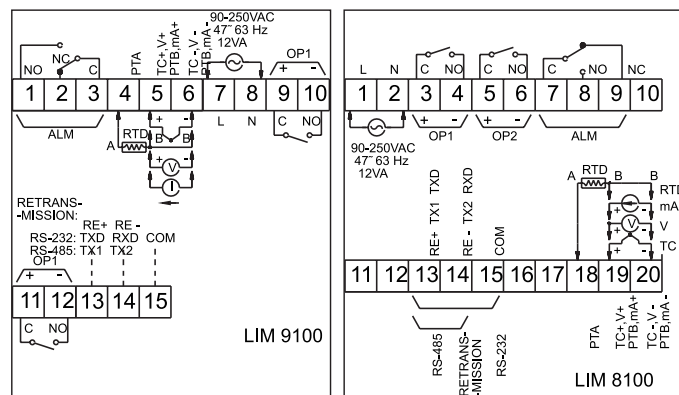 90-250VAC
47~63 Hz
12VA
NO
NC
C
PTA
TC+,V+
PTB,mA+
TC-,V-
PTB,mA-
OP1
+ -
1 2 3 4 5 6 7 8 9 10
ALM
A
RTD
+ -
B B
L N
C NO
+ V -
+ I -
RETRANS-
-MISSION:
RE+ RE -
RS-232: TXD RXD COM
RS-485: TX1 TX2
OP1
+ -
11 12 13 14 15
C NO
LIM 9100
L N
C NO
C NO
C
NO
NC
1 2 3 4 5 6 7 8 9 10
+ - + -
OP1 OP2 ALM
90-250VAC
47~63 Hz
12VA
RE+ TX1 TXD
RE - TX2 RXD
COM
A RTD B B
RTD
+ - mA
+ V - V
+ - TC
11 12 13 14 15 16 17 18 19 20
RS-485
RETRANS-
-MISSION
RS-232
PTA
TC+,V+
PTB,mA+
TC-,V-
PTB,mA-
LIM 8100